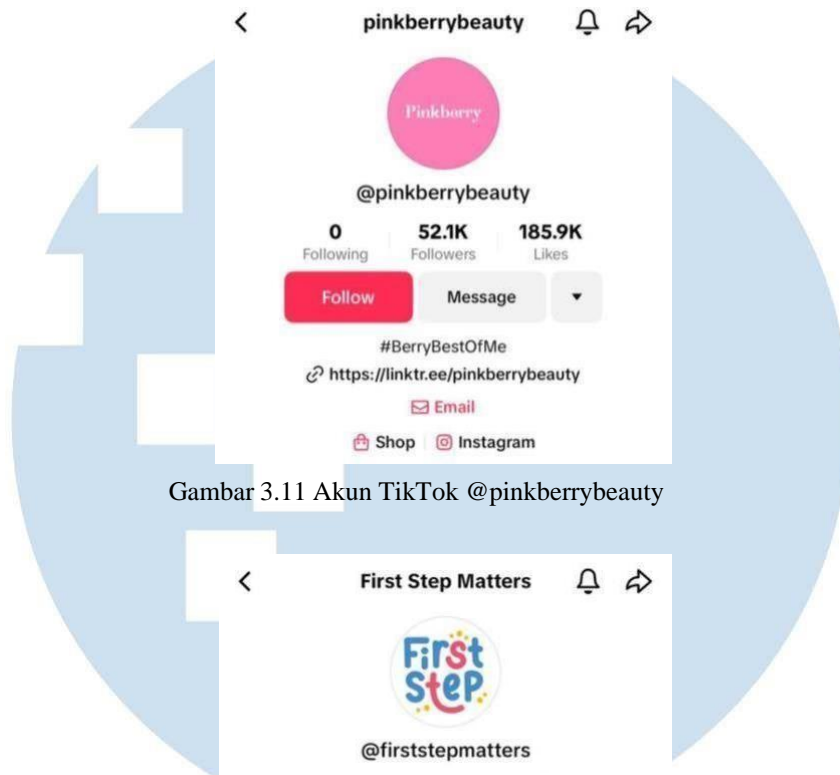 pinkberrybeauty
Pinkberry
@pinkberrybeauty
0 52.1K 185.9K
Following Followers Likes
Follow Message
#BerryBestOfMe
https://linktr.ee/pinkberrybeauty
Email
Shop Instagram
Gambar 3.11 Akun TikTok @pinkberrybeauty
First Step Matters
First
Step
@firststepmatters